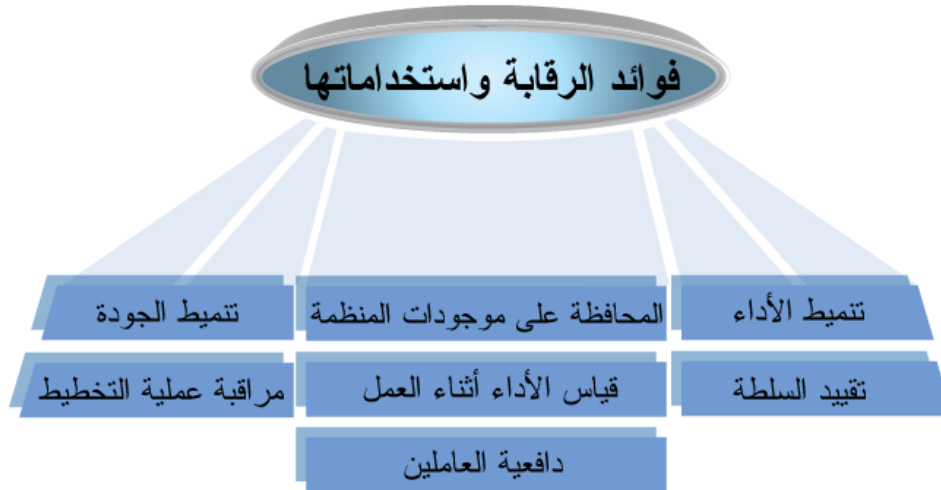 فوائد الرقابة واستخداماتها
تنميط الأداء
المحافظة على موجودات المنظمة
تنميط الجودة
تقييد السلطة
قياس الأداء أثناء العمل
مراقبة عملية التخطيط
دافعية العاملين